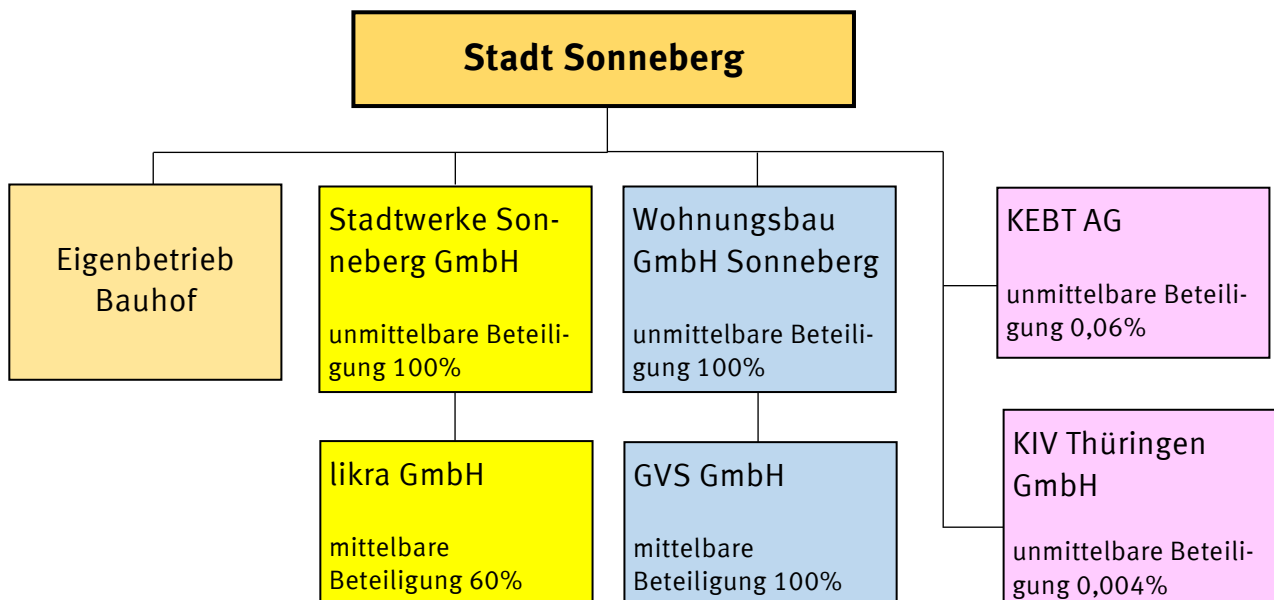 Stadt Sonneberg
Eigenbetrieb
Bauhof
Stadtwerke Son-
neberg GmbH
unmittelbare Beteili-
gung 100%
likra GmbH
mittelbare
Beteiligung 60%
Wohnungsbau
GmbH Sonneberg
unmittelbare Beteili-
gung 100%
GVS GmbH
mittelbare
Beteiligung 100%
KEBT AG
unmittelbare Beteili-
gung 0,06%
KIV Thüringen
GmbH
unmittelbare Beteili-
gung 0,004%